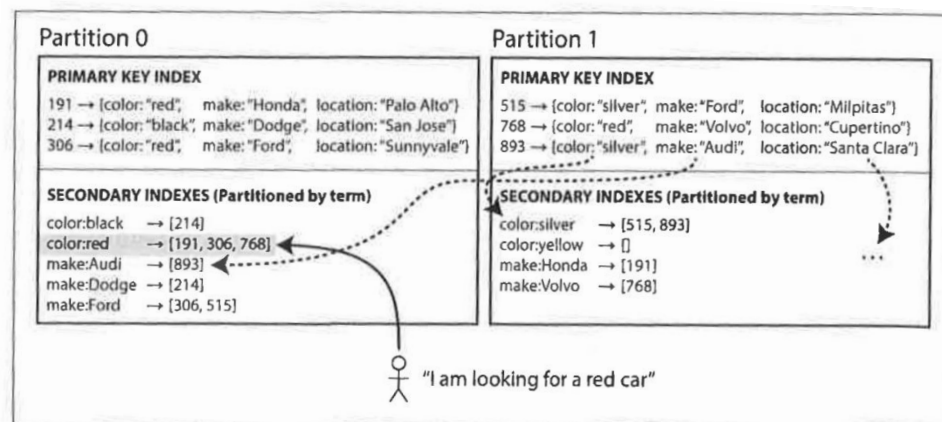 Partition 0
PRIMARY KEY INDEX
191 → {color: "red", make: "Honda", location: "Palo Alto"}
214 → {color: "black", make: "Dodge", location: "San Jose"}
306 → {color: "red", make: "Ford", location: "Sunnyvale"}
SECONDARY INDEXES (Partitioned by term)
color:black → [214]
color:red → [191, 306, 768]
make:Audi → [893]
make:Dodge → [214]
make:Ford → [306, 515]
Partition 1
PRIMARY KEY INDEX
515 → {color: "silver", make: "Ford", location: "Milpitas"}
768 → {color: "red", make: "Volvo", location: "Cupertino"}
893 → {color: "silver", make: "Audi", location: "Santa Clara"}
SECONDARY INDEXES (Partitioned by term)
color:silver → [515, 893]
color:yellow → []
make:Honda → [191]
make:Volvo → [768]
...
"I am looking for a red car"